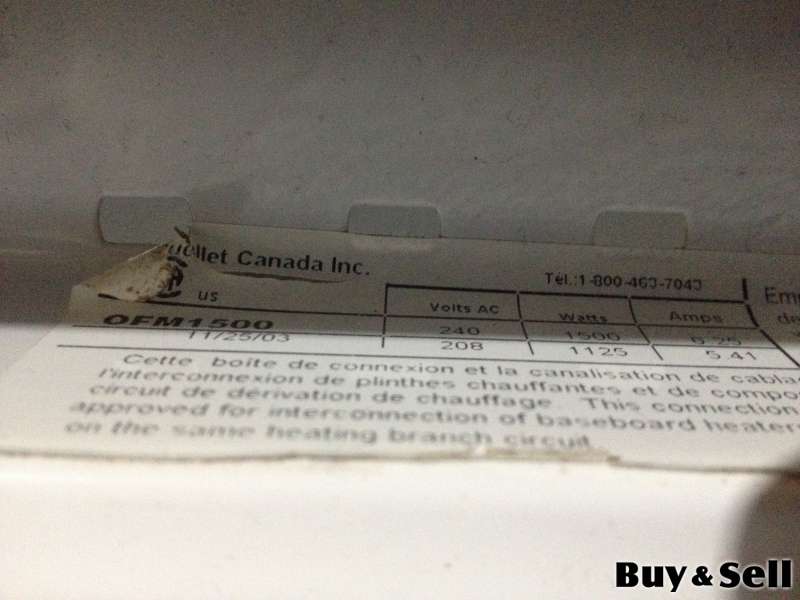 uellet Canada Inc.
Tél.:1-800-463-7043
us
Volts AC Watts Amps
OFM1500 240 1500 6.25
11/25/03 208 1125 5.41
Cette boîte de connexion et la canalisation de cabla
l'interconnexion de plinthes chauffantes et de compo
circuit de dérivation de chauffage. This connection
approved for interconnection of baseboard heaters
on the same heating branch circuit.
Buy & Sell